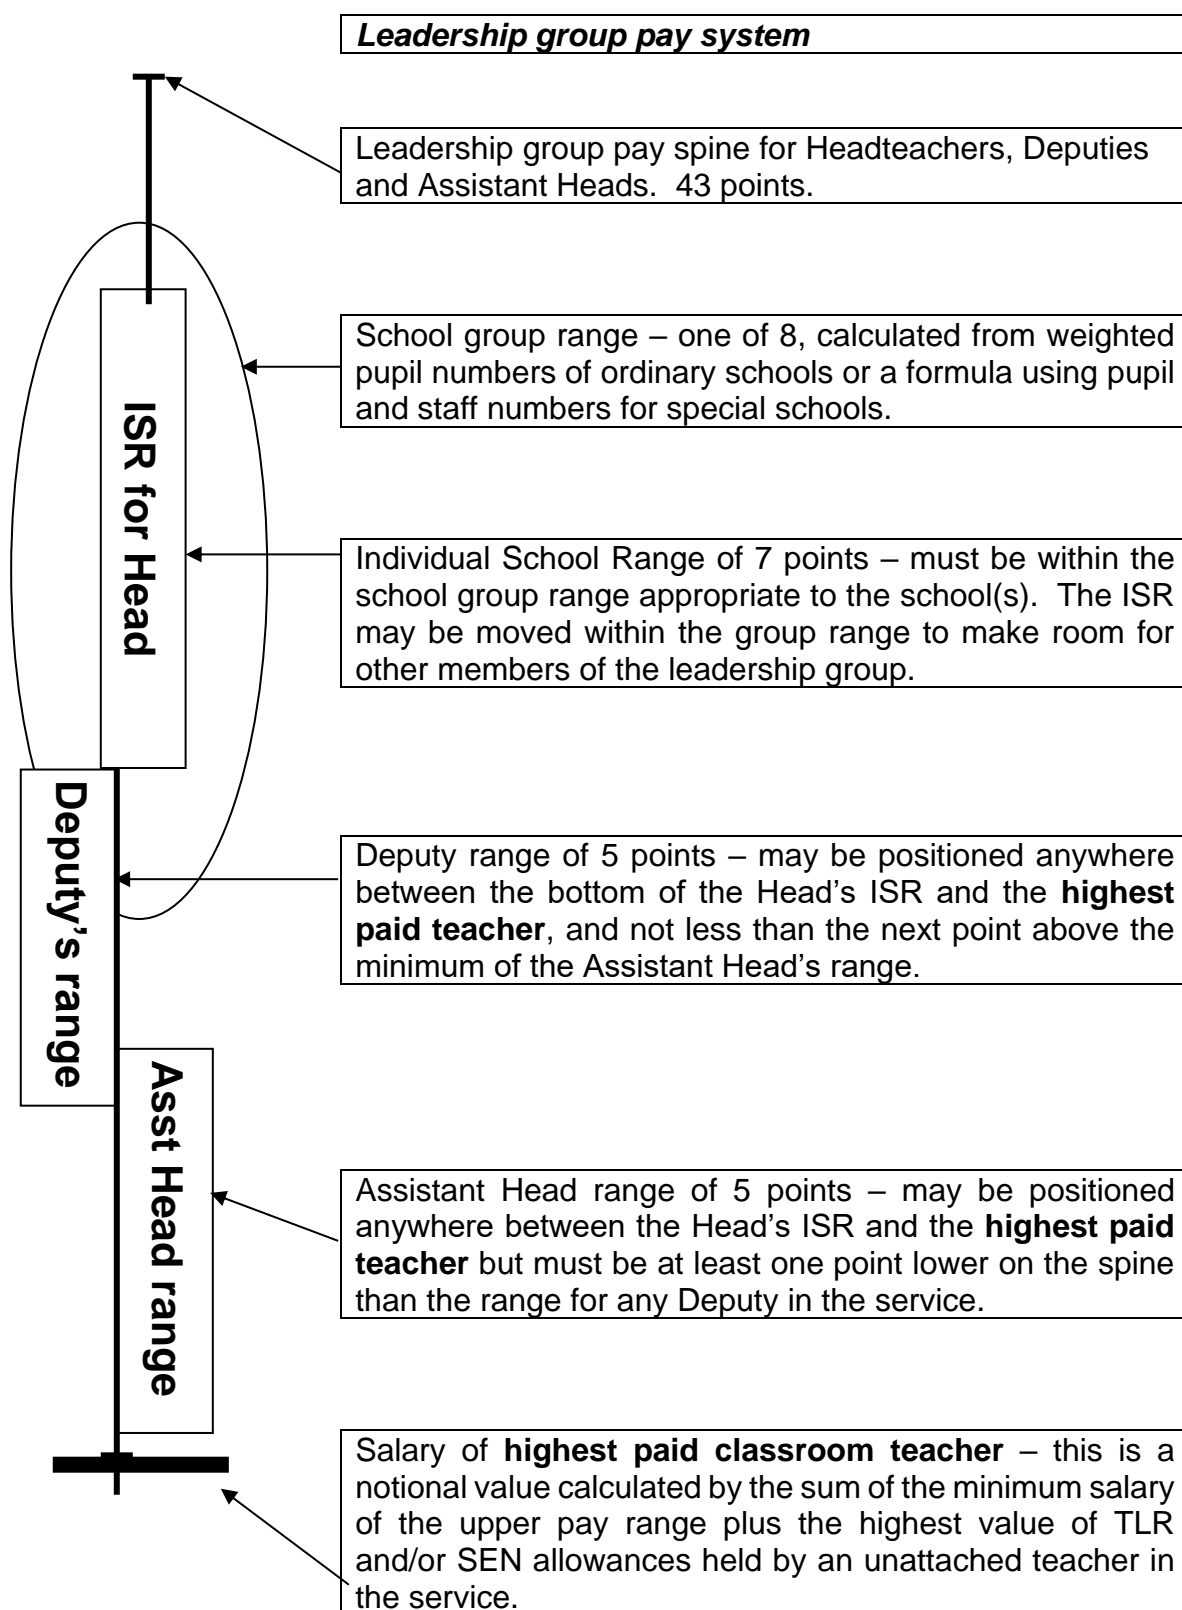 Leadership group pay system
Leadership group pay spine for Headteachers, Deputies
and Assistant Heads.  43 points.
School group range – one of 8, calculated from weighted
pupil numbers of ordinary schools or a formula using pupil
and staff numbers for special schools.
ISR for Head
Individual School Range of 7 points – must be within the
school group range appropriate to the school(s).  The ISR
may be moved within the group range to make room for
other members of the leadership group.
Deputy’s range
Deputy range of 5 points – may be positioned anywhere
between the bottom of the Head’s ISR and the highest
paid teacher, and not less than the next point above the
minimum of the Assistant Head’s range.
Asst Head range
Assistant Head range of 5 points – may be positioned
anywhere between the Head’s ISR and the highest paid
teacher but must be at least one point lower on the spine
than the range for any Deputy in the service.
Salary of highest paid classroom teacher – this is a
notional value calculated by the sum of the minimum salary
of the upper pay range plus the highest value of TLR
and/or SEN allowances held by an unattached teacher in
the service.